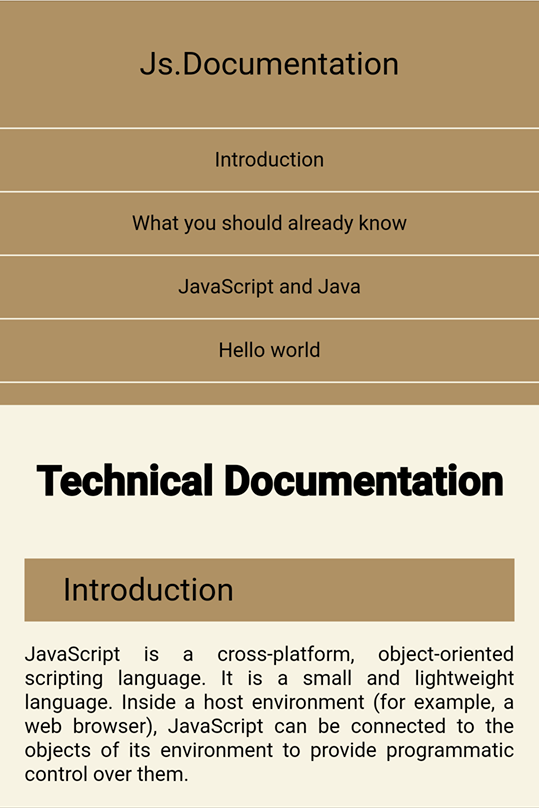 Js.Documentation
Introduction
What you should already know
JavaScript and Java
Hello world
Technical Documentation
Introduction
JavaScript is a cross-platform, object-oriented
scripting language. It is a small and lightweight
language. Inside a host environment (for example, a
web browser), JavaScript can be connected to the
objects of its environment to provide programmatic
control over them.